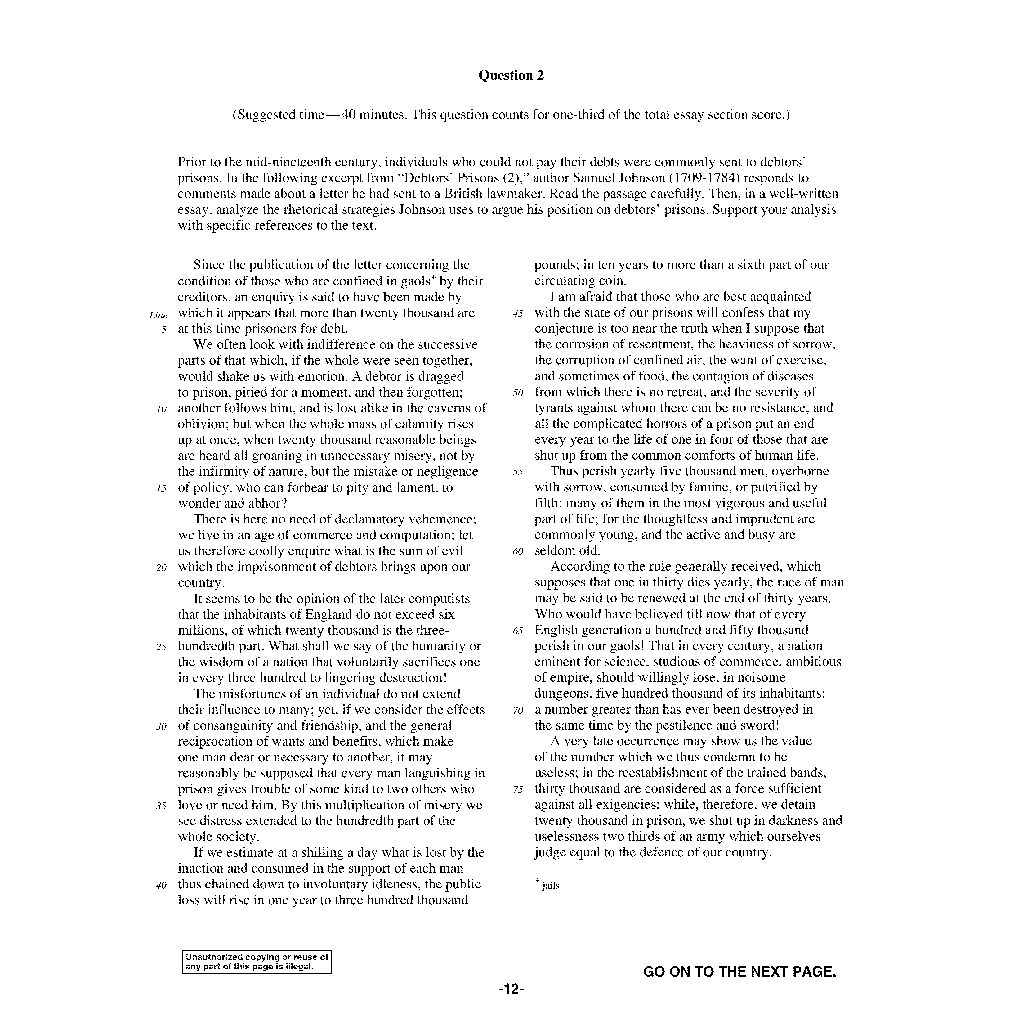 Question 2
(Suggested time—40 minutes. This question counts for one-third of the total essay section score.)
Prior to the mid-nineteenth century, individuals who could not pay their debts were commonly sent to debtors'
prisons. In the following excerpt from “Debtors' Prisons (2),” author Samuel Johnson (1709-1784) responds to
comments made about a letter he had sent to a British lawmaker. Read the passage carefully. Then, in a well-written
essay, analyze the rhetorical strategies Johnson uses to argue his position on debtors' prisons. Support your analysis
with specific references to the text.
Since the publication of the letter concerning the
condition of those who are confined in gaols* by their
creditors, an enquiry is said to have been made by
Line which it appears that more than twenty thousand are
5 at this time prisoners for debt.
We often look with indifference on the successive
parts of that which, if the whole were seen together,
would shake us with emotion. A debtor is dragged
to prison, pitied for a moment, and then forgotten;
10 another follows him, and is lost alike in the caverns of
oblivion; but when the whole mass of calamity rises
up at once, when twenty thousand reasonable beings
are heard all groaning in unnecessary misery, not by
the infirmity of nature, but the mistake or negligence
15 of policy, who can forbear to pity and lament, to
wonder and abhor?
There is here no need of declamatory vehemence;
we live in an age of commerce and computation; let
us therefore coolly enquire what is the sum of evil
20 which the imprisonment of debtors brings upon our
country.
It seems to be the opinion of the later computists
that the inhabitants of England do not exceed six
millions, of which twenty thousand is the three-
25 hundredth part. What shall we say of the humanity or
the wisdom of a nation that voluntarily sacrifices one
in every three hundred to lingering destruction!
The misfortunes of an individual do not extend
their influence to many; yet, if we consider the effects
30 of consanguinity and friendship, and the general
reciprocation of wants and benefits, which make
one man dear or necessary to another, it may
reasonably be supposed that every man languishing in
prison gives trouble of some kind to two others who
35 love or need him. By this multiplication of misery we
see distress extended to the hundredth part of the
whole society.
If we estimate at a shilling a day what is lost by the
inaction and consumed in the support of each man
40 thus chained down to involuntary idleness, the public
loss will rise in one year to three hundred thousand
pounds; in ten years to more than a sixth part of our
circulating coin.
I am afraid that those who are best acquainted
45 with the state of our prisons will confess that my
conjecture is too near the truth when I suppose that
the corrosion of resentment, the heaviness of sorrow,
the corruption of confined air, the want of exercise,
and sometimes of food, the contagion of diseases
50 from which there is no retreat, and the severity of
tyrants against whom there can be no resistance, and
all the complicated horrors of a prison put an end
every year to the life of one in four of those that are
shut up from the common comforts of human life.
55 Thus perish yearly five thousand men, overborne
with sorrow, consumed by famine, or putrified by
filth; many of them in the most vigorous and useful
part of life; for the thoughtless and imprudent are
commonly young, and the active and busy are
60 seldom old.
According to the rule generally received, which
supposes that one in thirty dies yearly, the race of man
may be said to be renewed at the end of thirty years.
Who would have believed till now that of every
65 English generation a hundred and fifty thousand
perish in our gaols! That in every century, a nation
eminent for science, studious of commerce, ambitious
of empire, should willingly lose, in noisome
dungeons, five hundred thousand of its inhabitants;
70 a number greater than has ever been destroyed in
the same time by the pestilence and sword!
A very late occurrence may show us the value
of the number which we thus condemn to be
useless; in the reestablishment of the trained bands,
75 thirty thousand are considered as a force sufficient
against all exigencies; while, therefore, we detain
twenty thousand in prison, we shut up in darkness and
uselessness two thirds of an army which ourselves
judge equal to the defence of our country.
* jails
Unauthorized copying or reuse of
any part of this page is illegal.
GO ON TO THE NEXT PAGE.
-12-